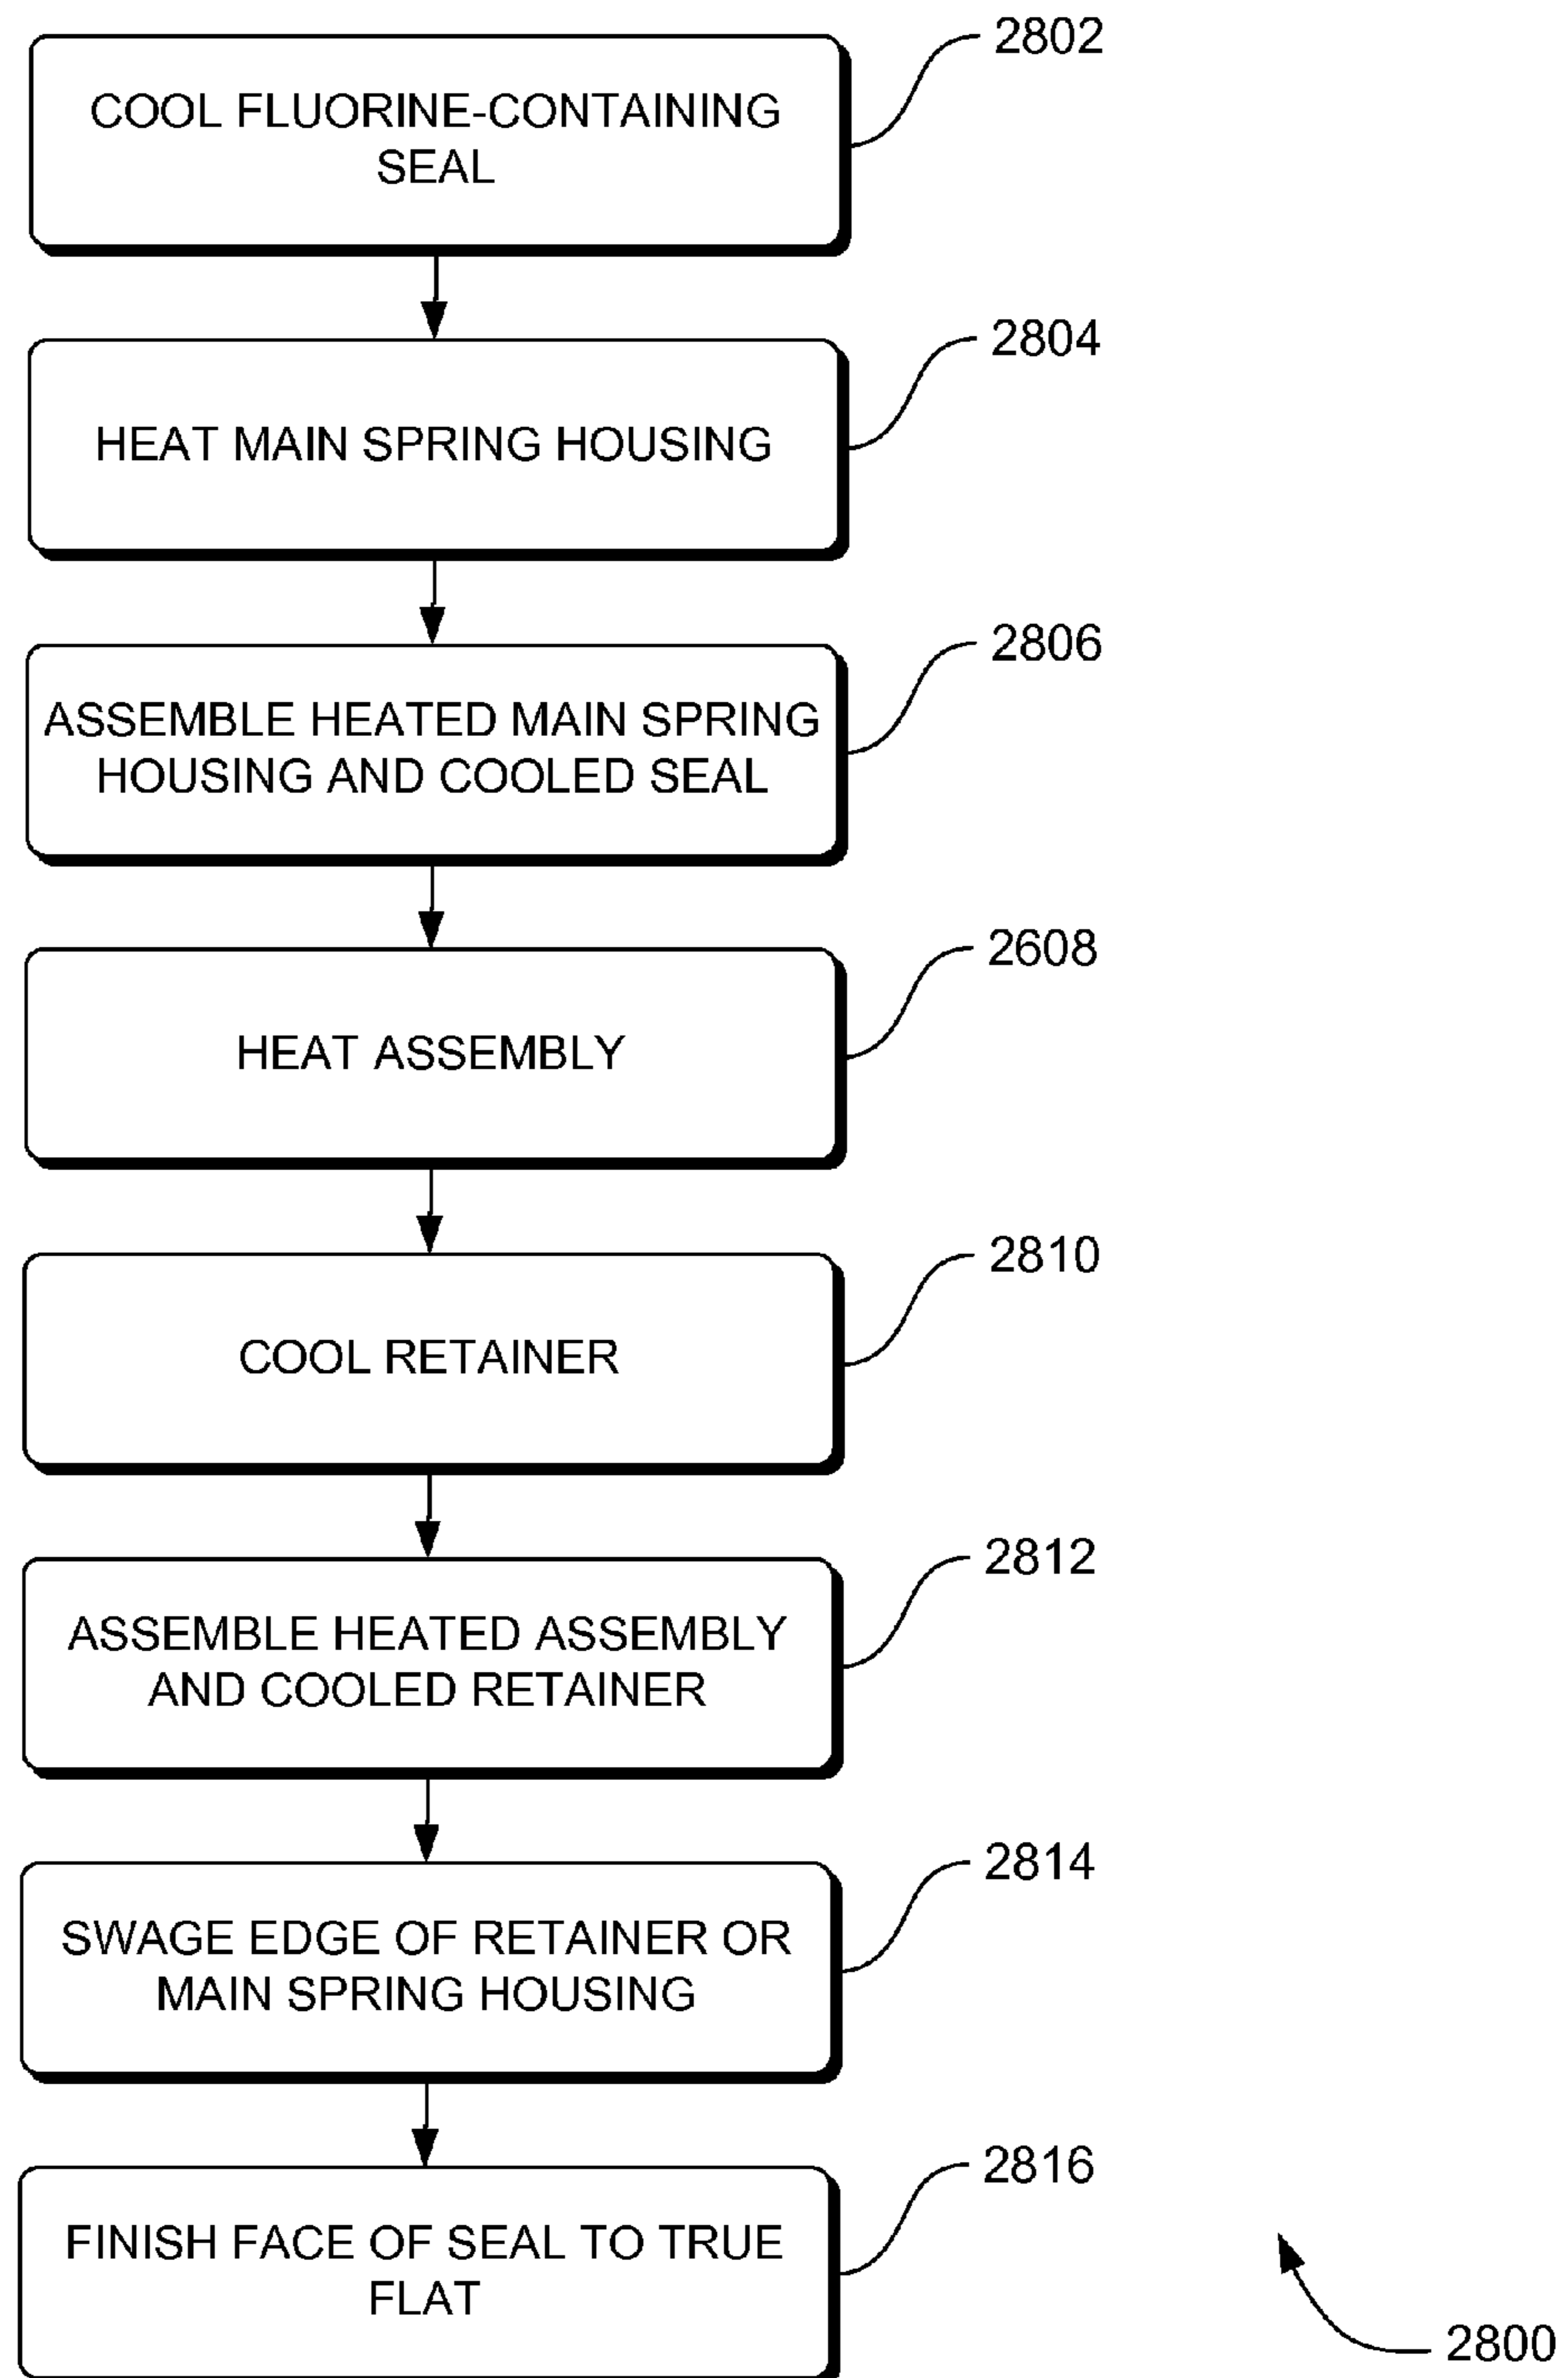 2802
COOL FLUORINE-CONTAINING
SEAL
2804
HEAT MAIN SPRING HOUSING
2806
ASSEMBLE HEATED MAIN SPRING
HOUSING AND COOLED SEAL
2608
HEAT ASSEMBLY
2810
COOL RETAINER
2812
ASSEMBLE HEATED ASSEMBLY
AND COOLED RETAINER
2814
SWAGE EDGE OF RETAINER OR
MAIN SPRING HOUSING
2816
FINISH FACE OF SEAL TO TRUE
FLAT
2800